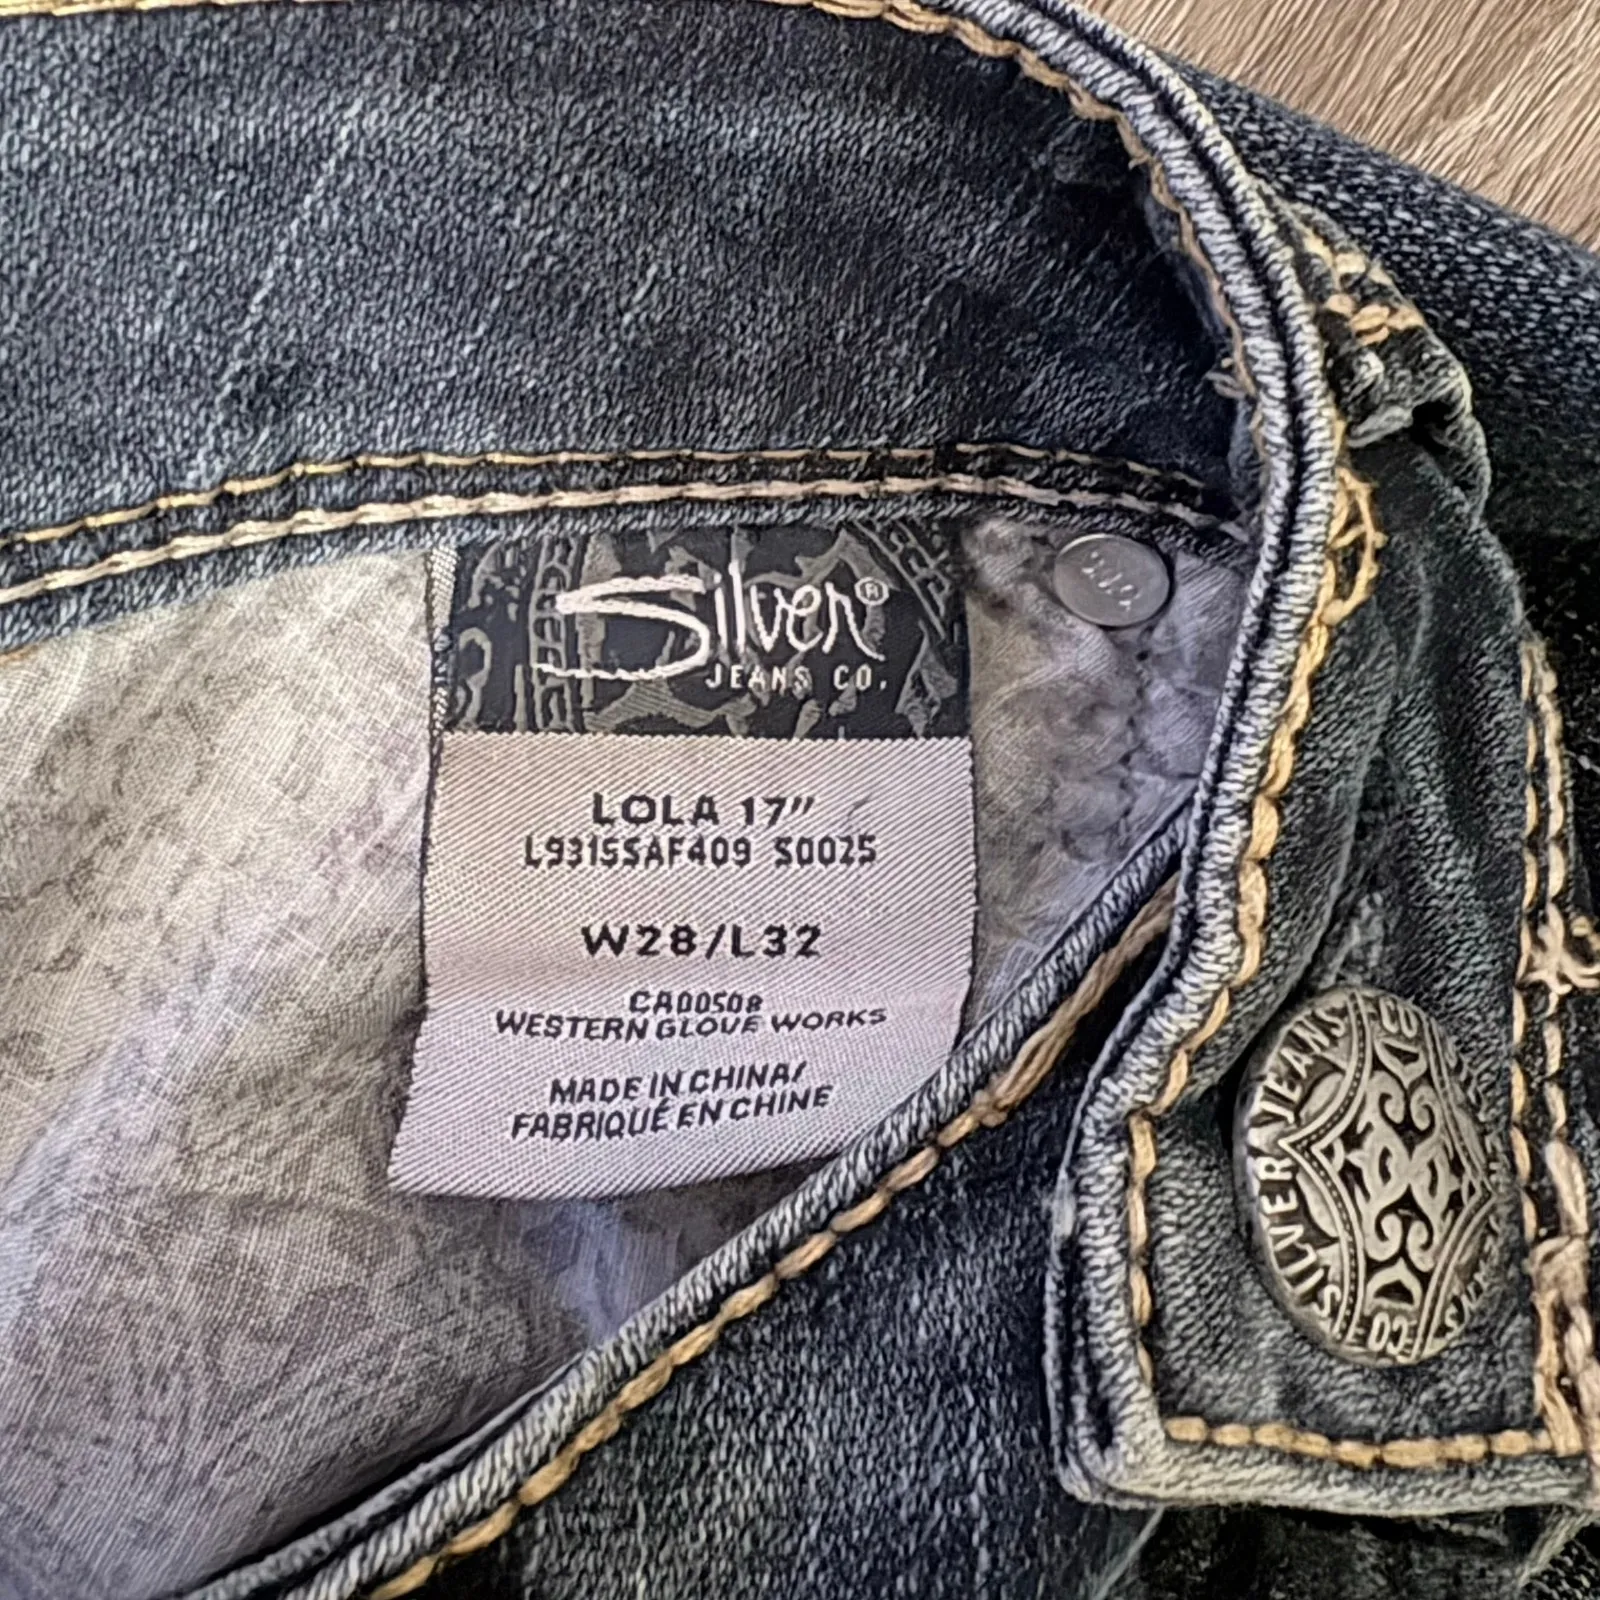 Silver®
JEANS CO.
LOLA 17"
L9315SAF409 S0025
W28/L32
CA00508
WESTERN GLOVE WORKS
MADE IN CHINA/
FABRIQUÉ EN CHINE
SILVER JEANS CO